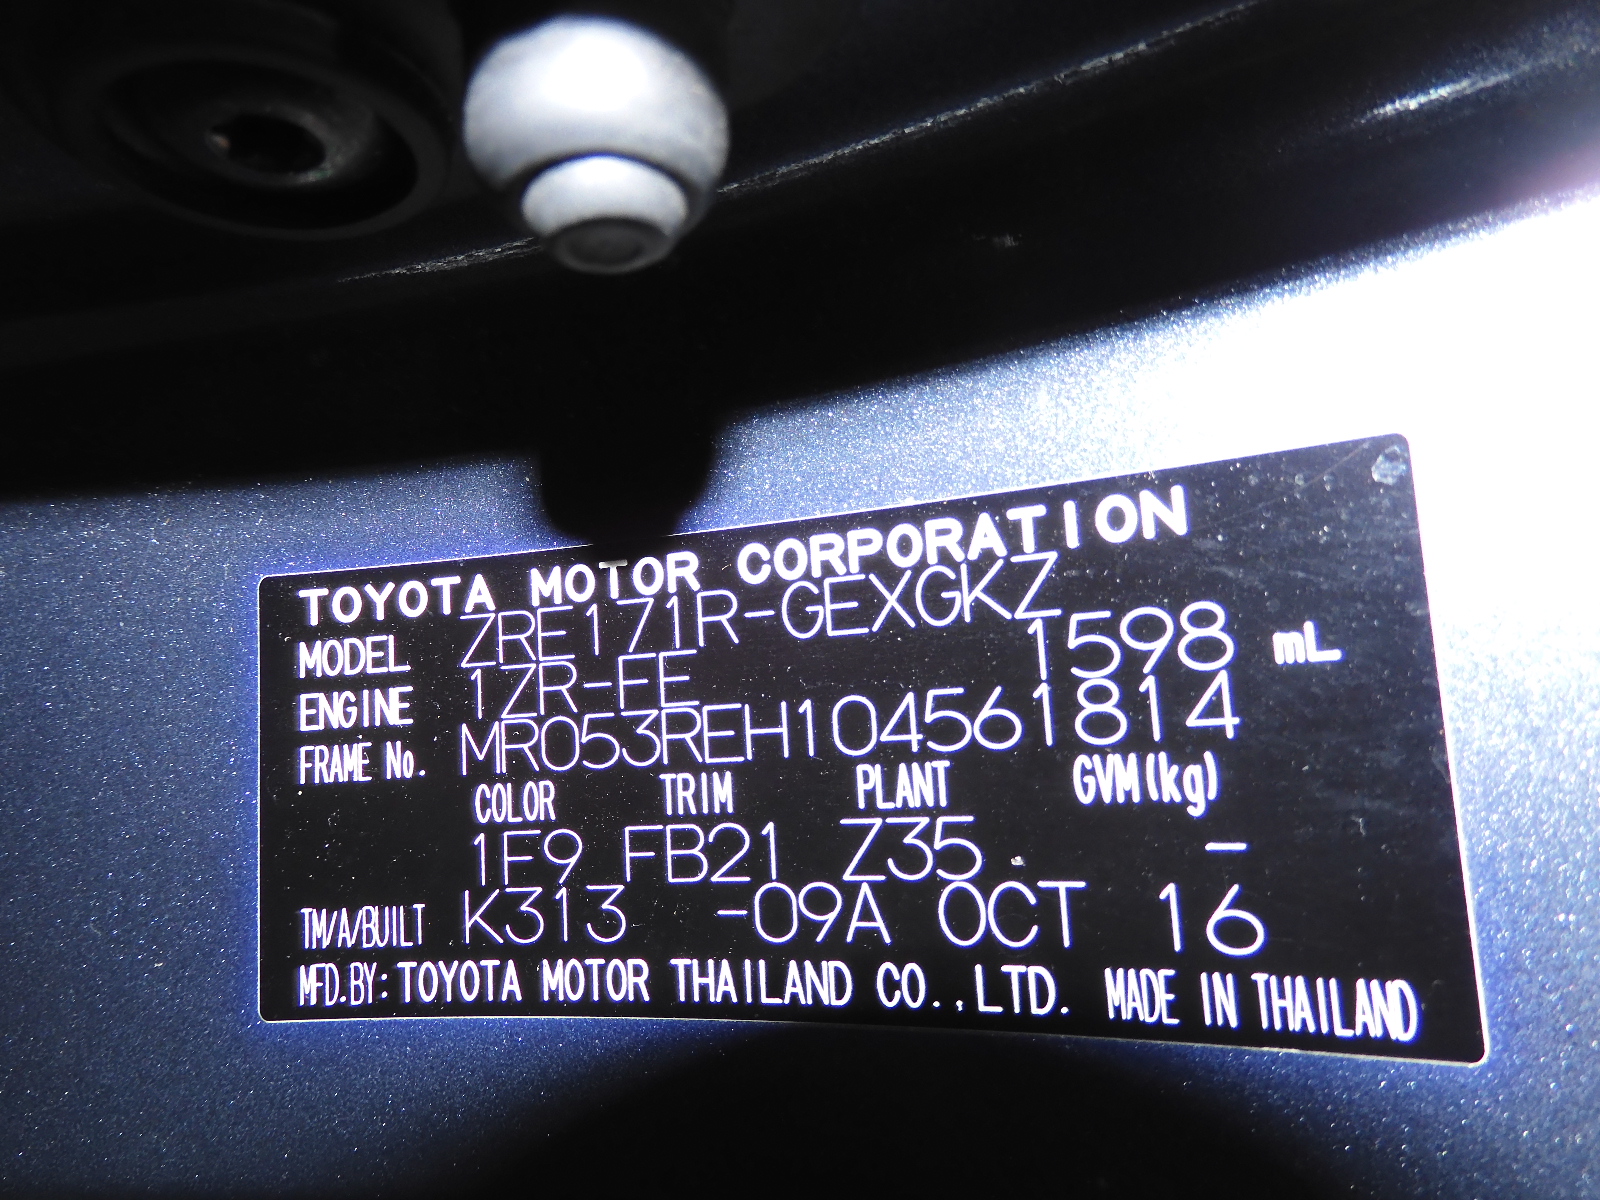 TOYOTA MOTOR CORPORATION
MODEL ZRE171R-GEXGKZ
ENGINE 1ZR-FE 1598 mL
FRAME No. MR053REH104561814
COLOR TRIM PLANT GVM(kg)
1F9 FB21 Z35 -
TM/A/BUILT K313 -09A OCT 16
MFD.BY: TOYOTA MOTOR THAILAND CO.,LTD. MADE IN THAILAND